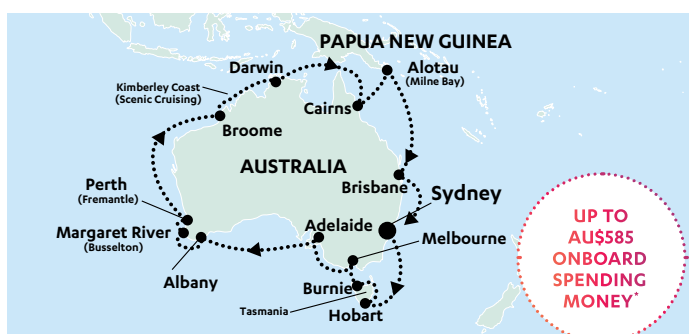 PAPUA NEW GUINEA
Darwin
Alotau
(Milne Bay)
Kimberley Coast
(Scenic Cruising)
Cairns
Broome
AUSTRALIA
Brisbane
Perth
(Fremantle)
Sydney
Margaret River
(Busselton)
Adelaide
Melbourne
Albany
Burnie
Tasmania
Hobart
UP TO
AU$585
ONBOARD
SPENDING
MONEY*